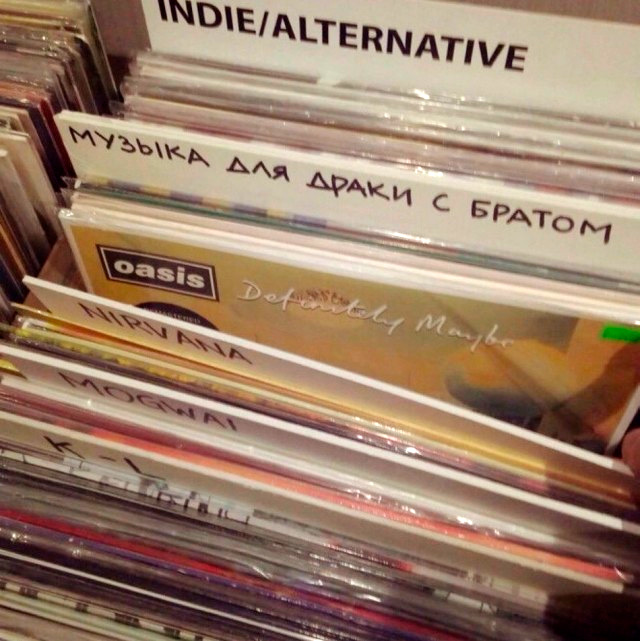 INDIE/ALTERNATIVE
МУЗЫКА ДЛЯ ДРАКИ С БРАТОМ
oasis
Definitely Maybe
NIRVANA
MOGWAI
K-L